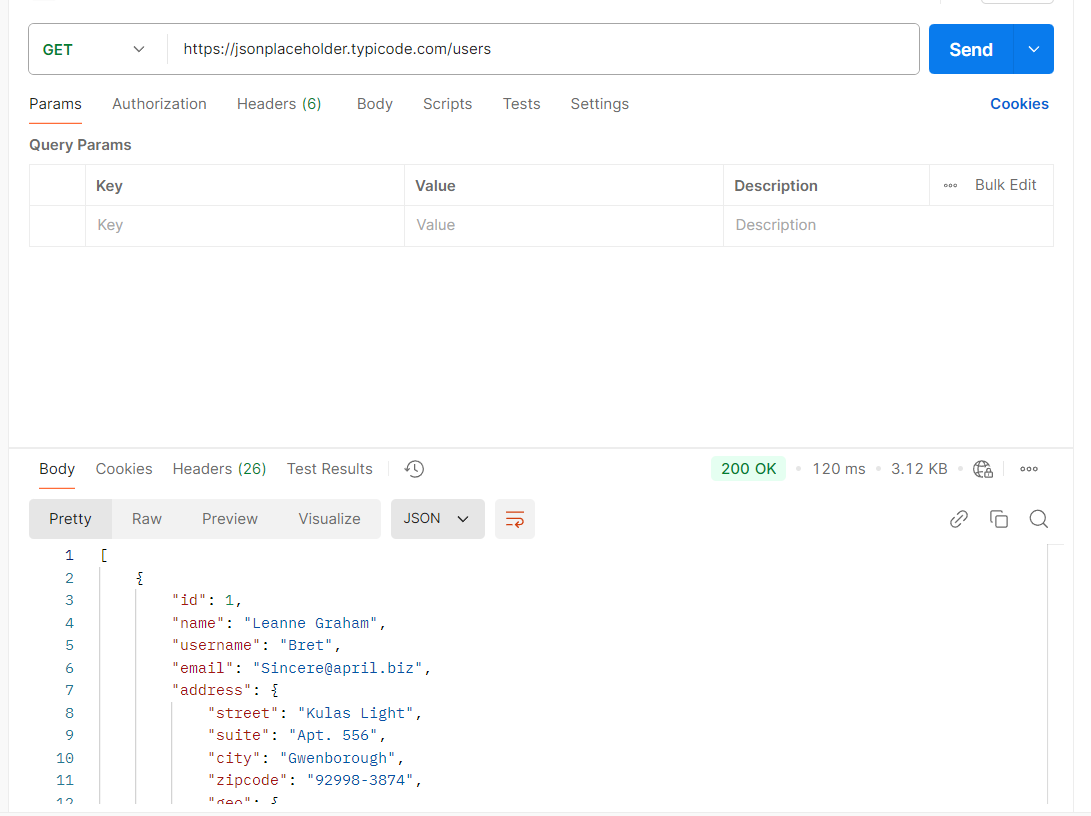 GET https://jsonplaceholder.typicode.com/users Send
Params Authorization Headers (6) Body Scripts Tests Settings Cookies
Query Params
Key Value Description Bulk Edit
Key Value Description
Body Cookies Headers (26) Test Results 200 OK 120 ms 3.12 KB
Pretty Raw Preview Visualize JSON
1 [
2 {
3 "id": 1,
4 "name": "Leanne Graham",
5 "username": "Bret",
6 "email": "Sincere@april.biz",
7 "address": {
8 "street": "Kulas Light",
9 "suite": "Apt. 556",
10 "city": "Gwenborough",
11 "zipcode": "92998-3874",
12 "geo": {